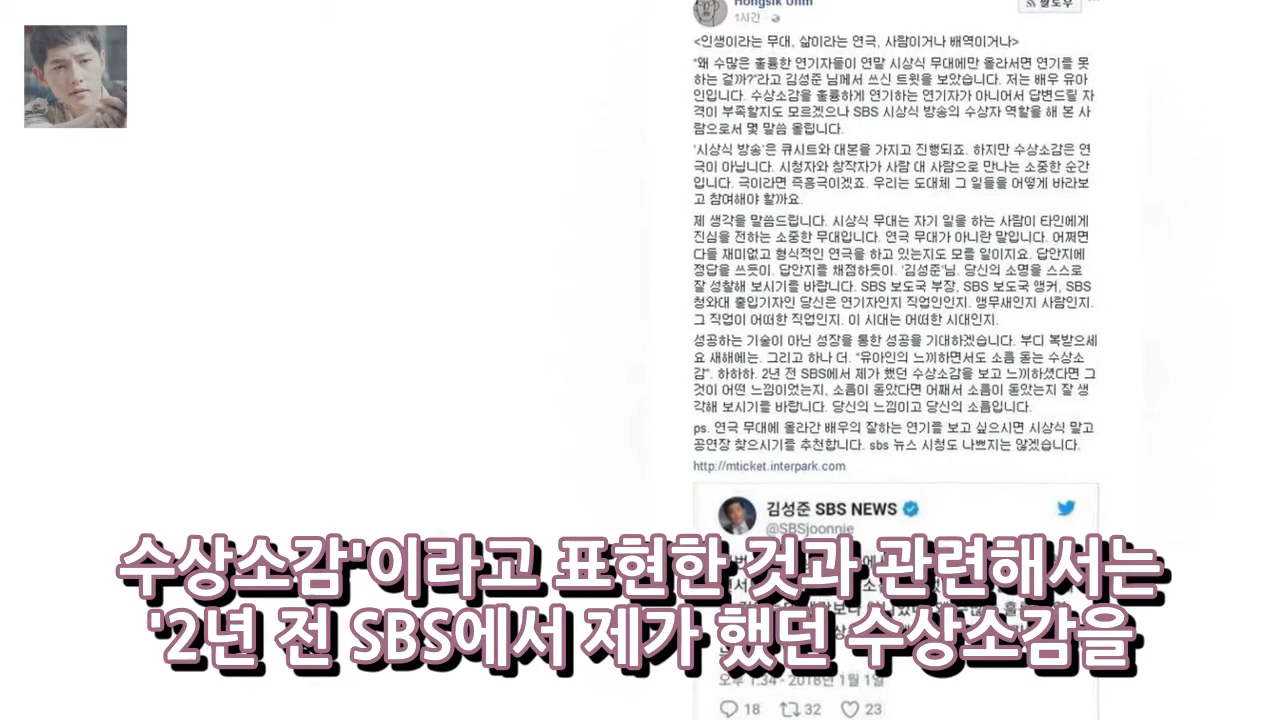 Hongsik Uhm
1시간
팔로우
<인생이라는 무대, 삶이라는 연극, 사람이거나 배역이거나>
"왜 수많은 훌륭한 연기자들이 연말 시상식 무대에만 올라서면 연기를 못
하는 걸까?"라고 김성준 님께서 쓰신 트윗을 보았습니다. 저는 배우 유아
인입니다. 수상소감을 훌륭하게 연기하는 연기자가 아니어서 답변드릴 자
격이 부족할지도 모르겠으나 SBS 시상식 방송의 수상자 역할을 해 본 사
람으로서 몇 말씀 올립니다.
'시상식 방송'은 큐시트와 대본을 가지고 진행되죠. 하지만 수상소감은 연
극이 아닙니다. 시청자와 창작자가 사람 대 사람으로 만나는 소중한 순간
입니다. 극이라면 즉흥극이겠죠. 우리는 도대체 그 일들을 어떻게 바라보
고 참여해야 할까요.
제 생각을 말씀드립니다. 시상식 무대는 자기 일을 하는 사람이 타인에게
진심을 전하는 소중한 무대입니다. 연극 무대가 아니란 말입니다. 어쩌면
다들 재미없고 형식적인 연극을 하고 있는지도 모를 일이지요. 답안지에
정답을 쓰듯이. 답안지를 채점하듯이. '김성준'님. 당신의 소명을 스스로
잘 성찰해 보시기를 바랍니다. SBS 보도국 부장, SBS 보도국 앵커, SBS
청와대 출입기자인 당신은 연기자인지 직업인인지. 앵무새인지 사람인지.
그 직업이 어떠한 직업인지. 이 시대는 어떠한 시대인지.
성공하는 기술이 아닌 성장을 통한 성공을 기대하겠습니다. 부디 복받으세
요 새해에는. 그리고 하나 더. "유아인의 느끼하면서도 소름 돋는 수상소
감". 하하하. 2년 전 SBS에서 제가 했던 수상소감을 보고 느끼하셨다면 그
것이 어떤 느낌이었는지, 소름이 돋았다면 어째서 소름이 돋았는지 잘 생
각해 보시기를 바랍니다. 당신의 느낌이고 당신의 소름입니다.
ps. 연극 무대에 올라간 배우의 잘하는 연기를 보고 싶으시면 시상식 말고
공연장 찾으시기를 추천합니다. sbs 뉴스 시청도 나쁘지는 않겠습니다.
http://mticket.interpark.com
김성준 SBS NEWS
@SBSjoonnie
수상소감'이라고 표현한 것과 관련해서는
'2년 전 SBS에서 제가 했던 수상소감을
오후 1:34 - 2018년 1월 1일
18 32 23